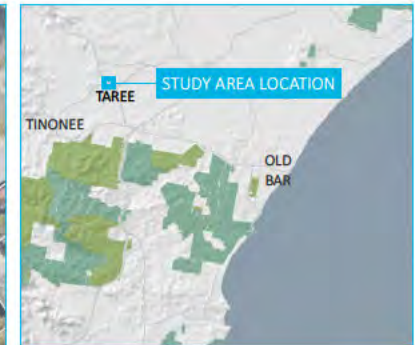 STUDY AREA LOCATION
TAREE
TINONEE
OLD
BAR